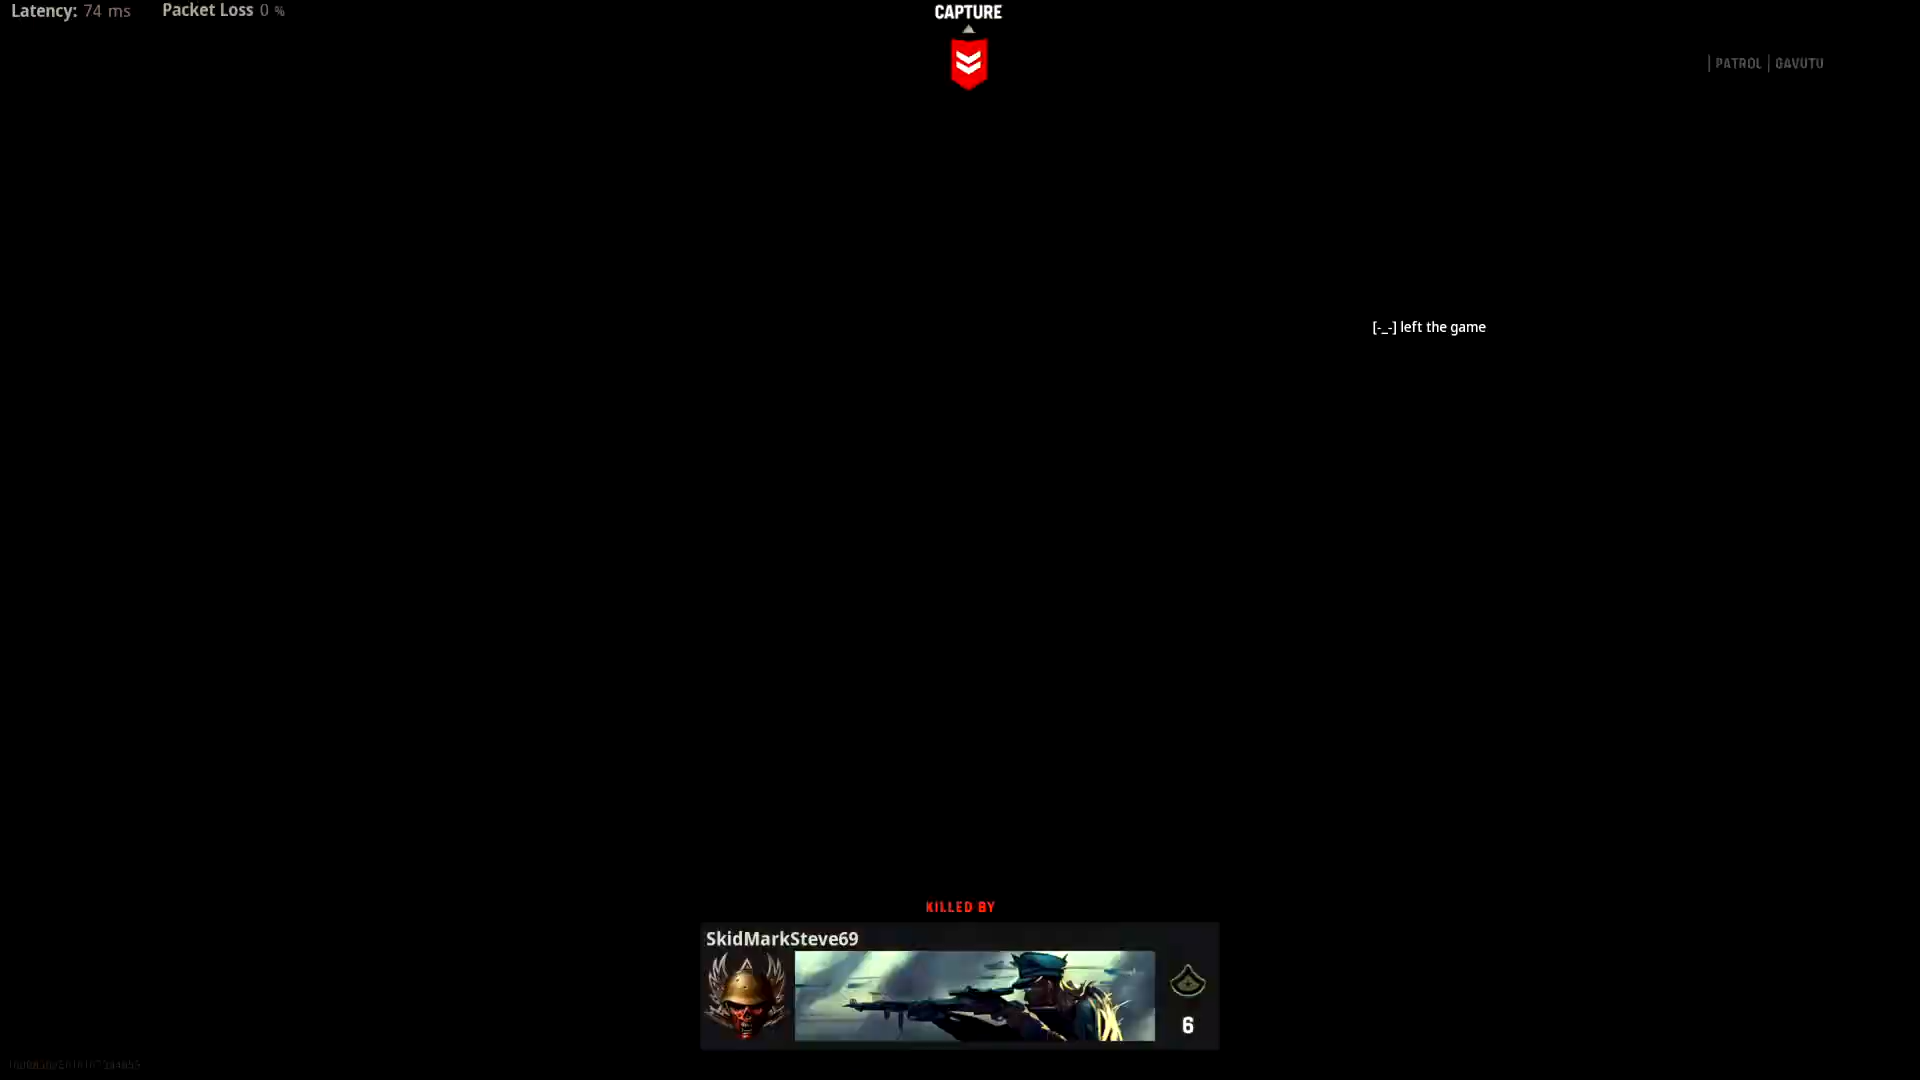 Latency: 74 ms Packet Loss 0 %
CAPTURE
| PATROL | GAVUTU
[-_-] left the game
KILLED BY
SkidMarkSteve69
6